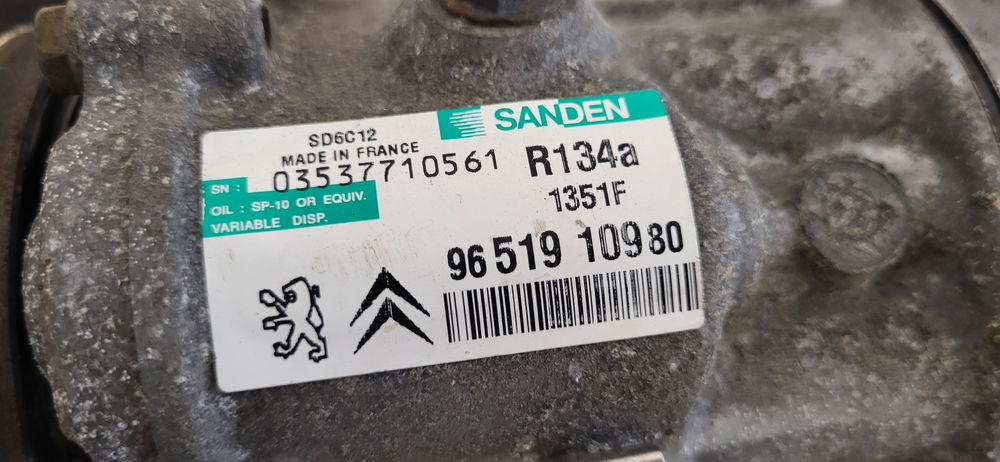 SANDEN
SD6C12
MADE IN FRANCE
SN : 03537710561
R134a
OIL : SP-10 OR EQUIV.
VARIABLE DISP.
1351F
96 519 109 80